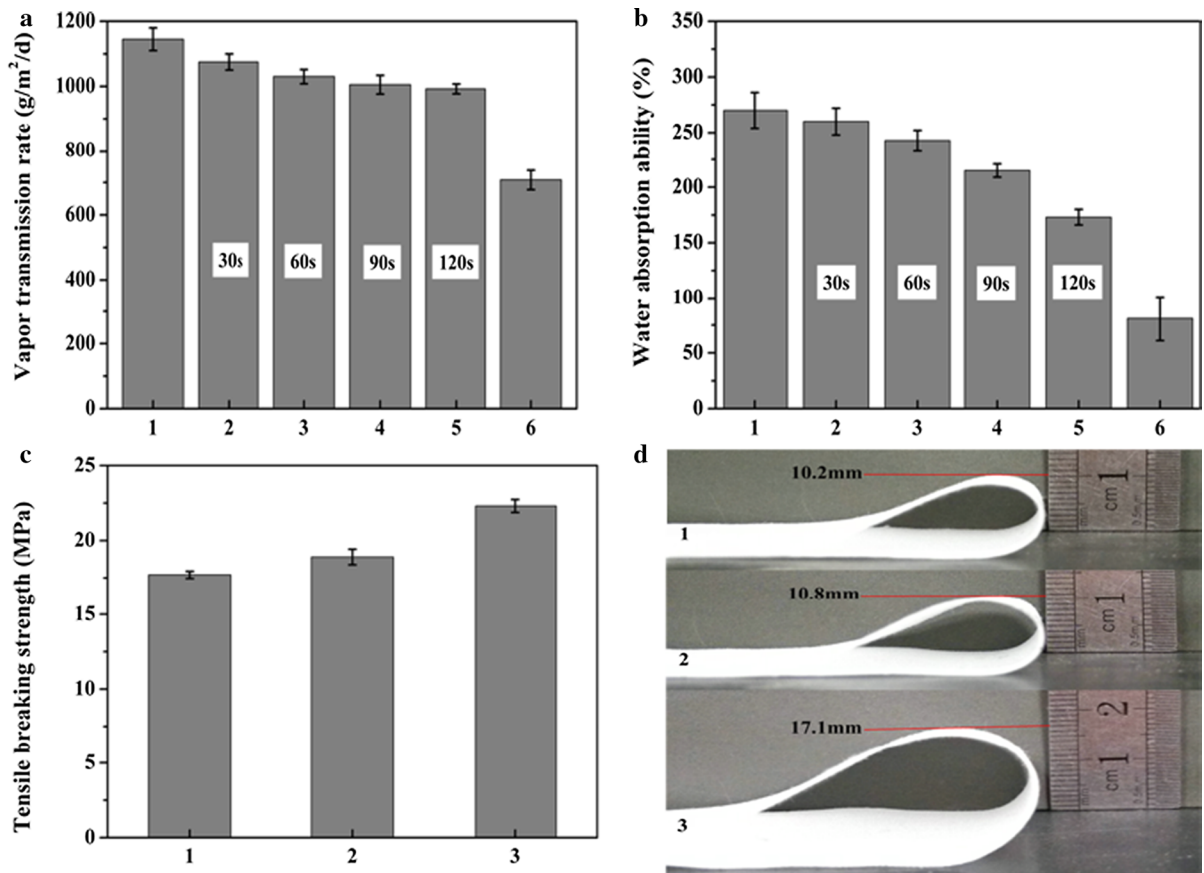 a
Vapor transmission rate (g/m²/d)
1200
1000
800
600
400
200
0
30s
60s
90s
120s
1 2 3 4 5 6
b
Water absorption ability (%)
350
300
250
200
150
100
50
0
30s
60s
90s
120s
1 2 3 4 5 6
c
Tensile breaking strength (MPa)
25
20
15
10
5
0
1 2 3
d
10.2mm
1
cm 1
10.8mm
2
cm 1
17.1mm
3
2
cm 1